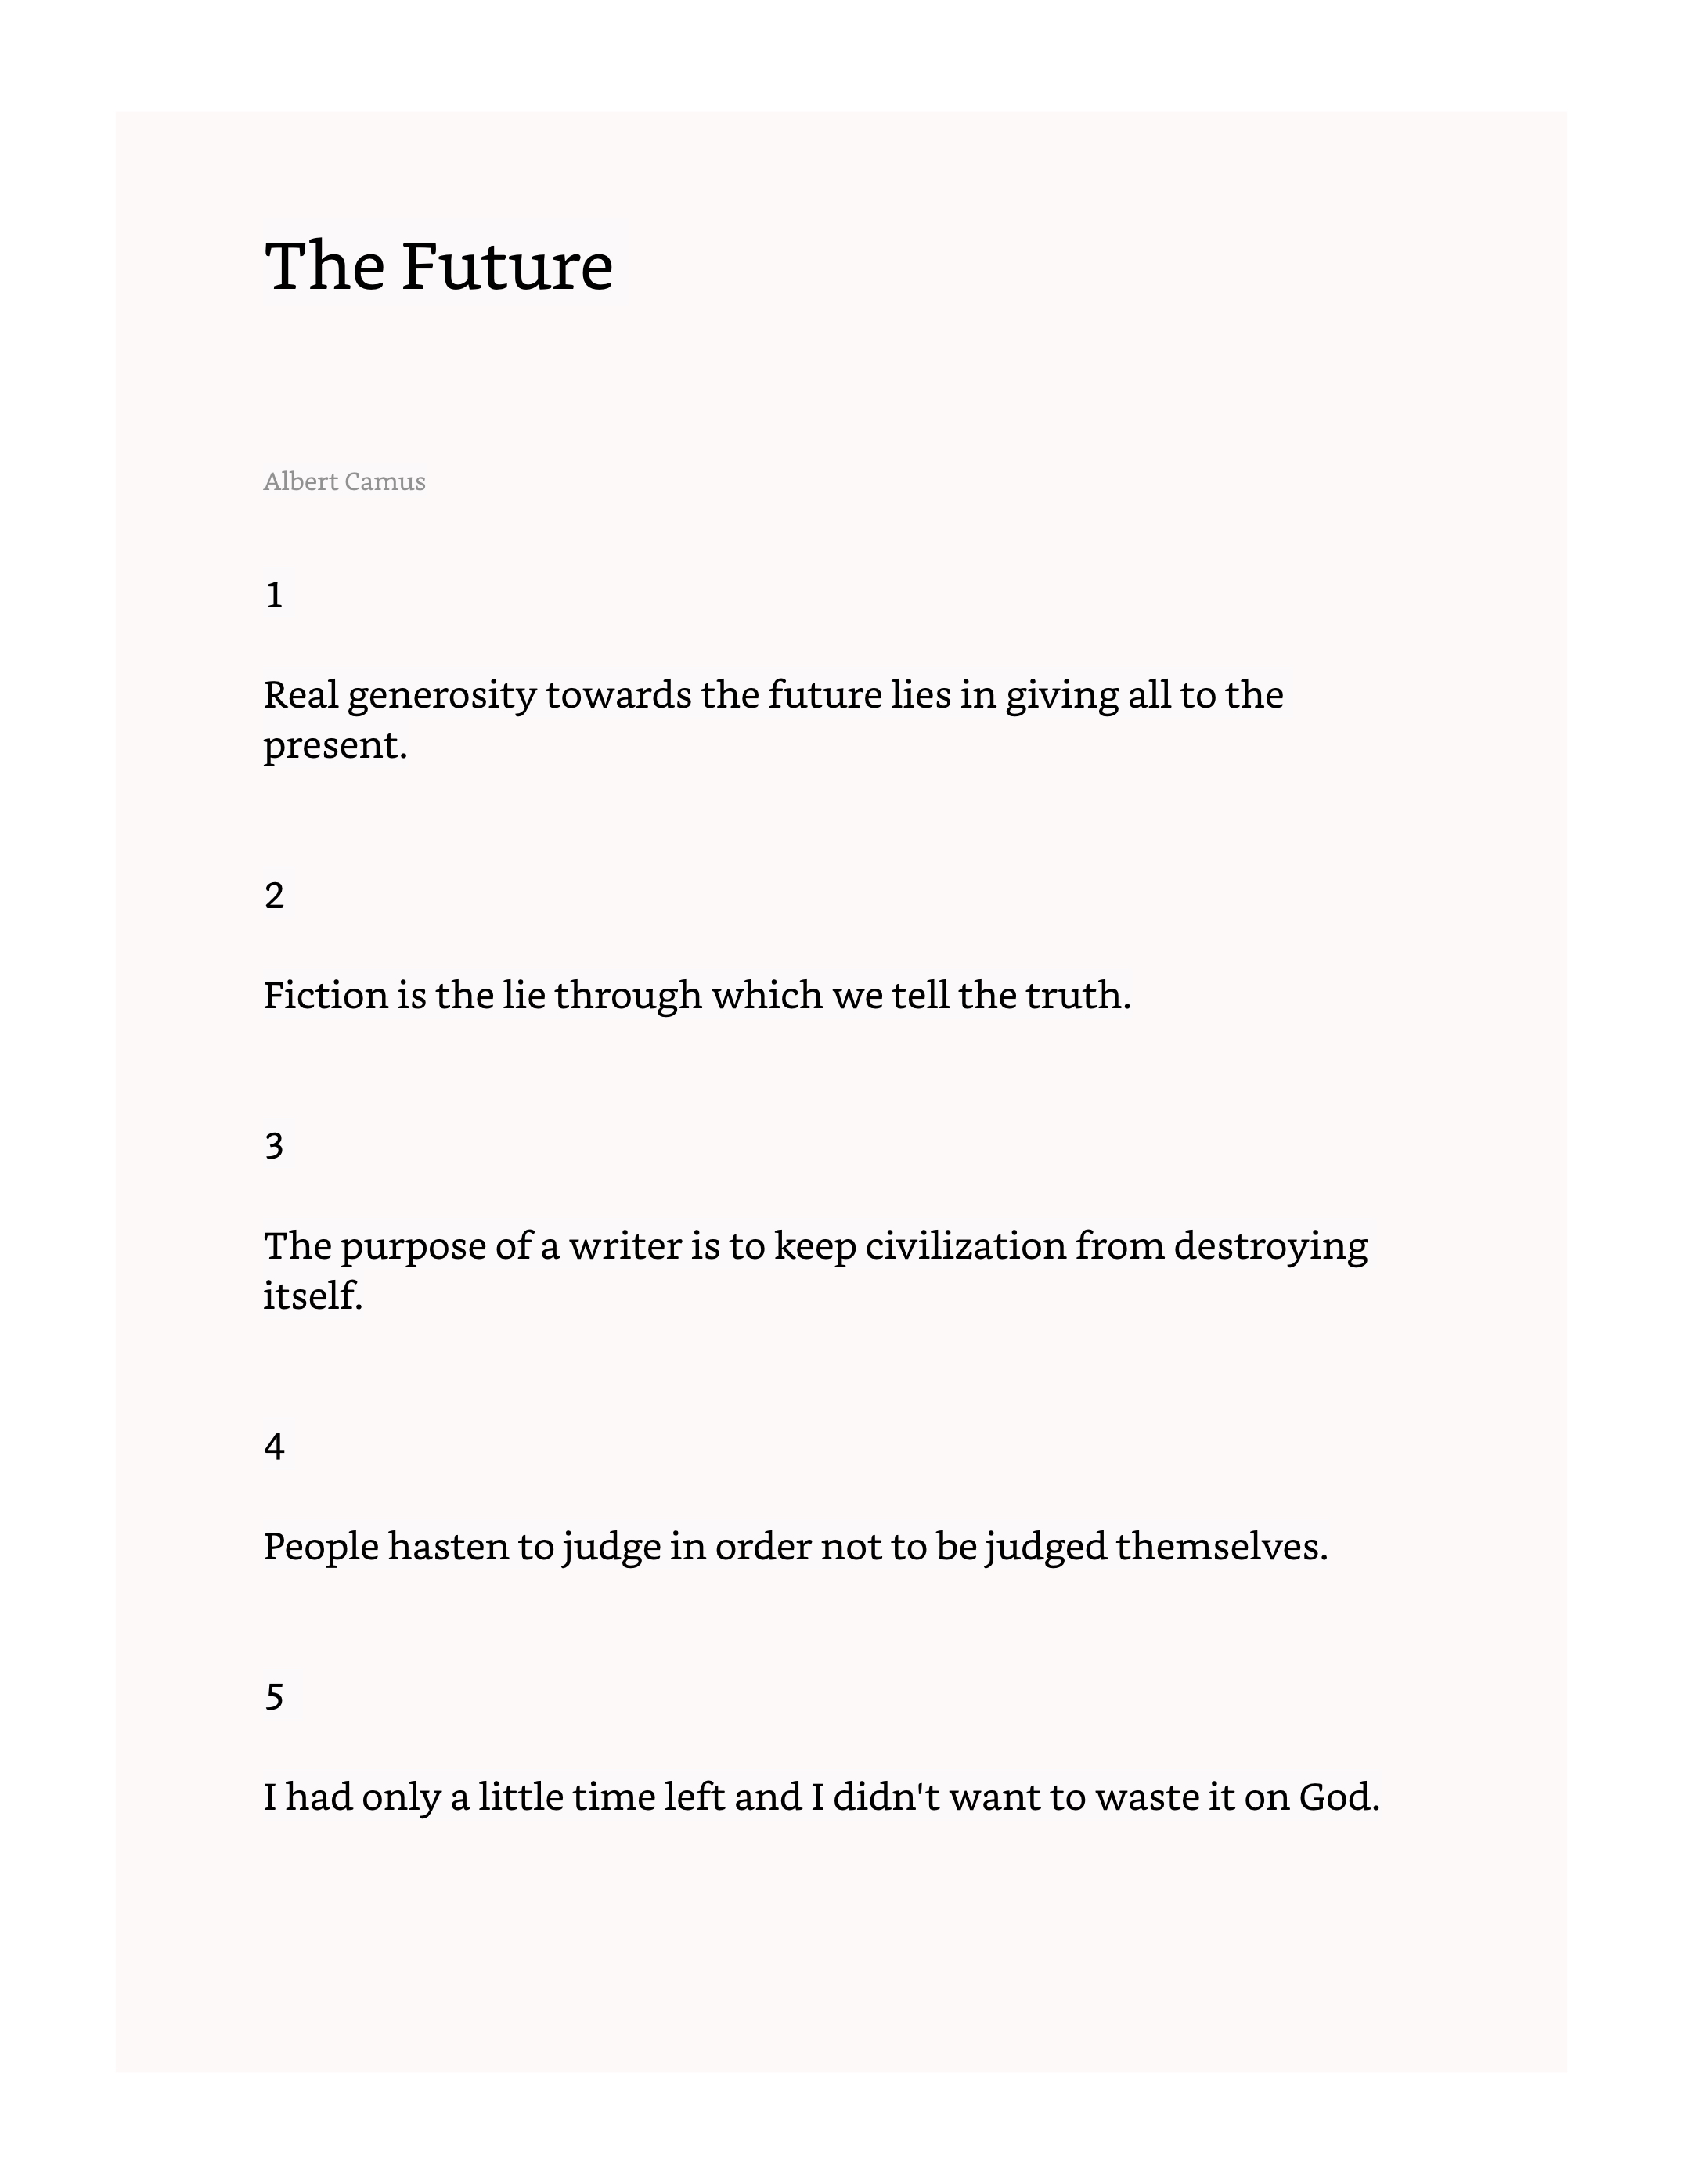 The Future
Albert Camus
1
Real generosity towards the future lies in giving all to the
present.
2
Fiction is the lie through which we tell the truth.
3
The purpose of a writer is to keep civilization from destroying
itself.
4
People hasten to judge in order not to be judged themselves.
5
I had only a little time left and I didn't want to waste it on God.